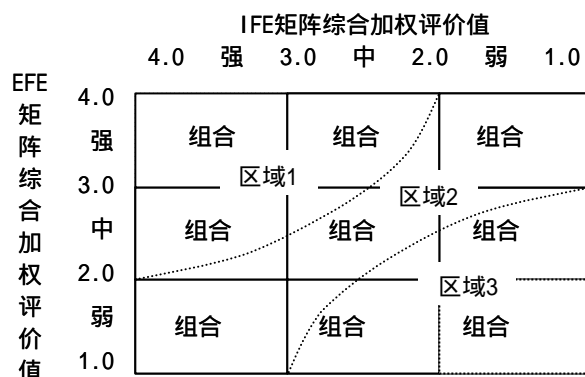 IFE矩阵综合加权评价值
4.0 强 3.0 中 2.0 弱 1.0
EFE矩阵综合加权评价值
4.0
强
3.0
中
2.0
弱
1.0
组合 组合 组合
区域1 区域2
组合 组合 组合
区域3
组合 组合 组合